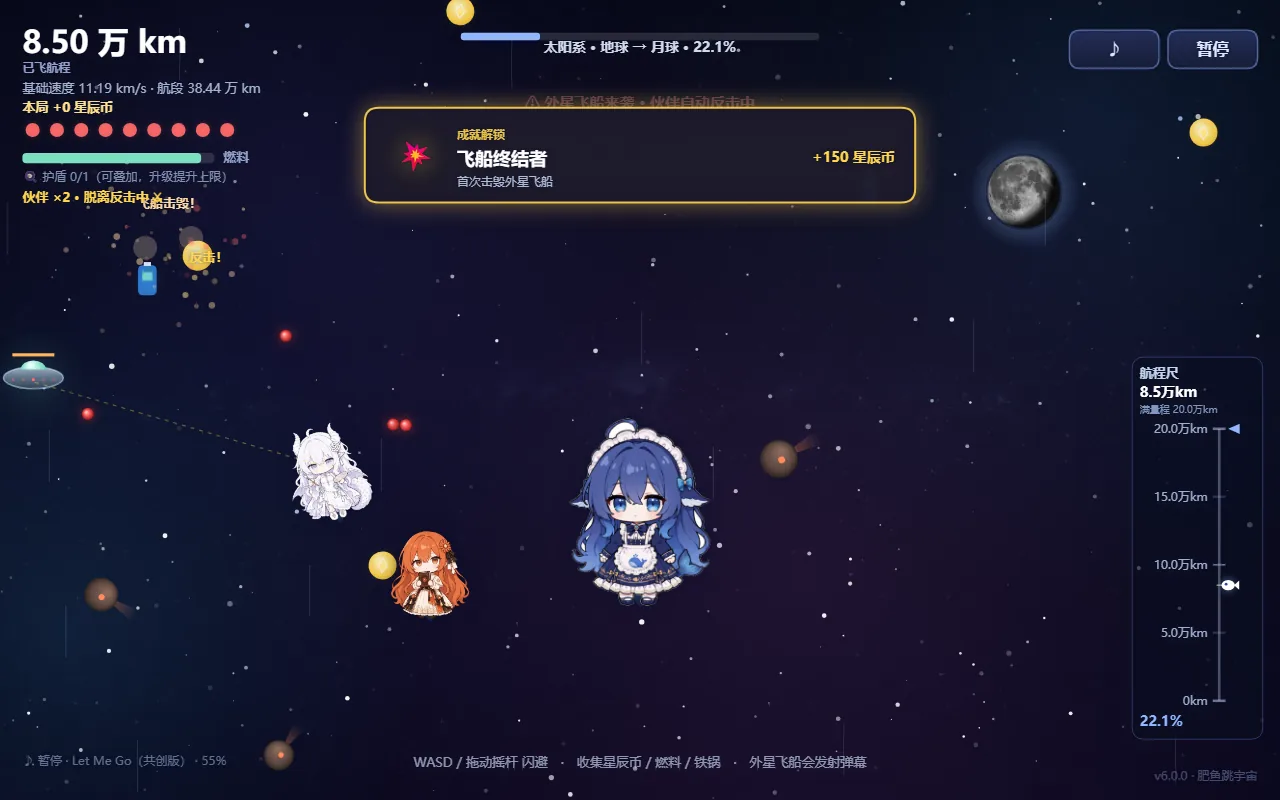 8.50 万 km
已飞航程
基础速度 11.19 km/s · 航段 38.44 万 km
本局 +0 星辰币
燃料
护盾 0/1（可叠加，升级提升上限）
伙伴 ×2 • 脱离反击中
飞船击毁!
反击!
太阳系 • 地球 → 月球 • 22.1%
⚠ 外星飞船来袭 • 伙伴自动反击中
成就解锁
飞船终结者
首次击毁外星飞船
+150 星辰币
♪
暂停
航程尺
8.5万km
满量程 20.0万km
20.0万km
15.0万km
10.0万km
5.0万km
0km
22.1%
♪ 暂停 · Let Me Go（共创版） · 55%
WASD / 拖动摇杆 闪避 · 收集星辰币 / 燃料 / 铁锅 · 外星飞船会发射弹幕
v6.0.0 · 肥鱼跳宇宙